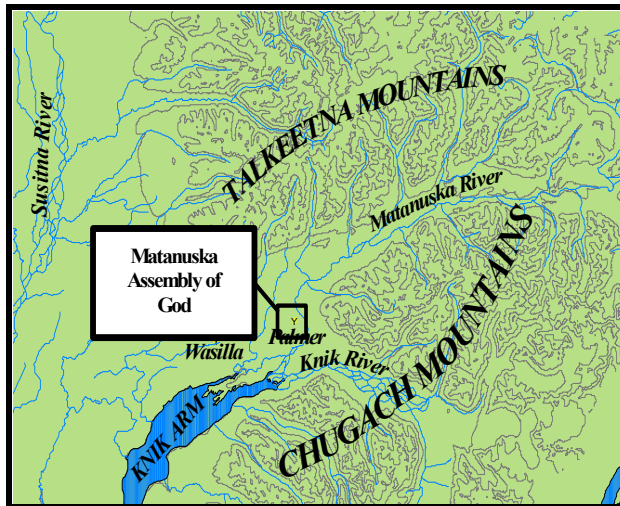 TALKEETNA MOUNTAINS
Susitna River
Matanuska River
Matanuska
Assembly of
God
Y
Palmer
Wasilla
Knik River
CHUGACH MOUNTAINS
KNIK ARM